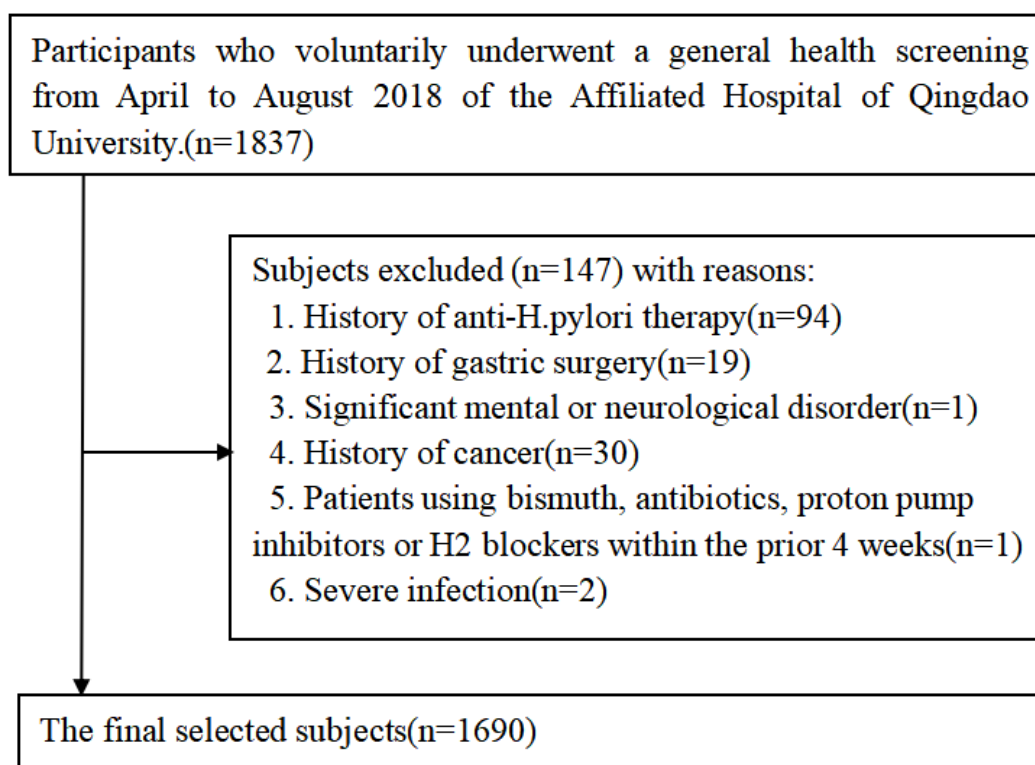 Participants who voluntarily underwent a general health screening
from April to August 2018 of the Affiliated Hospital of Qingdao
University.(n=1837)
Subjects excluded (n=147) with reasons:
1. History of anti-H.pylori therapy(n=94)
2. History of gastric surgery(n=19)
3. Significant mental or neurological disorder(n=1)
4. History of cancer(n=30)
5. Patients using bismuth, antibiotics, proton pump
inhibitors or H2 blockers within the prior 4 weeks(n=1)
6. Severe infection(n=2)
The final selected subjects(n=1690)